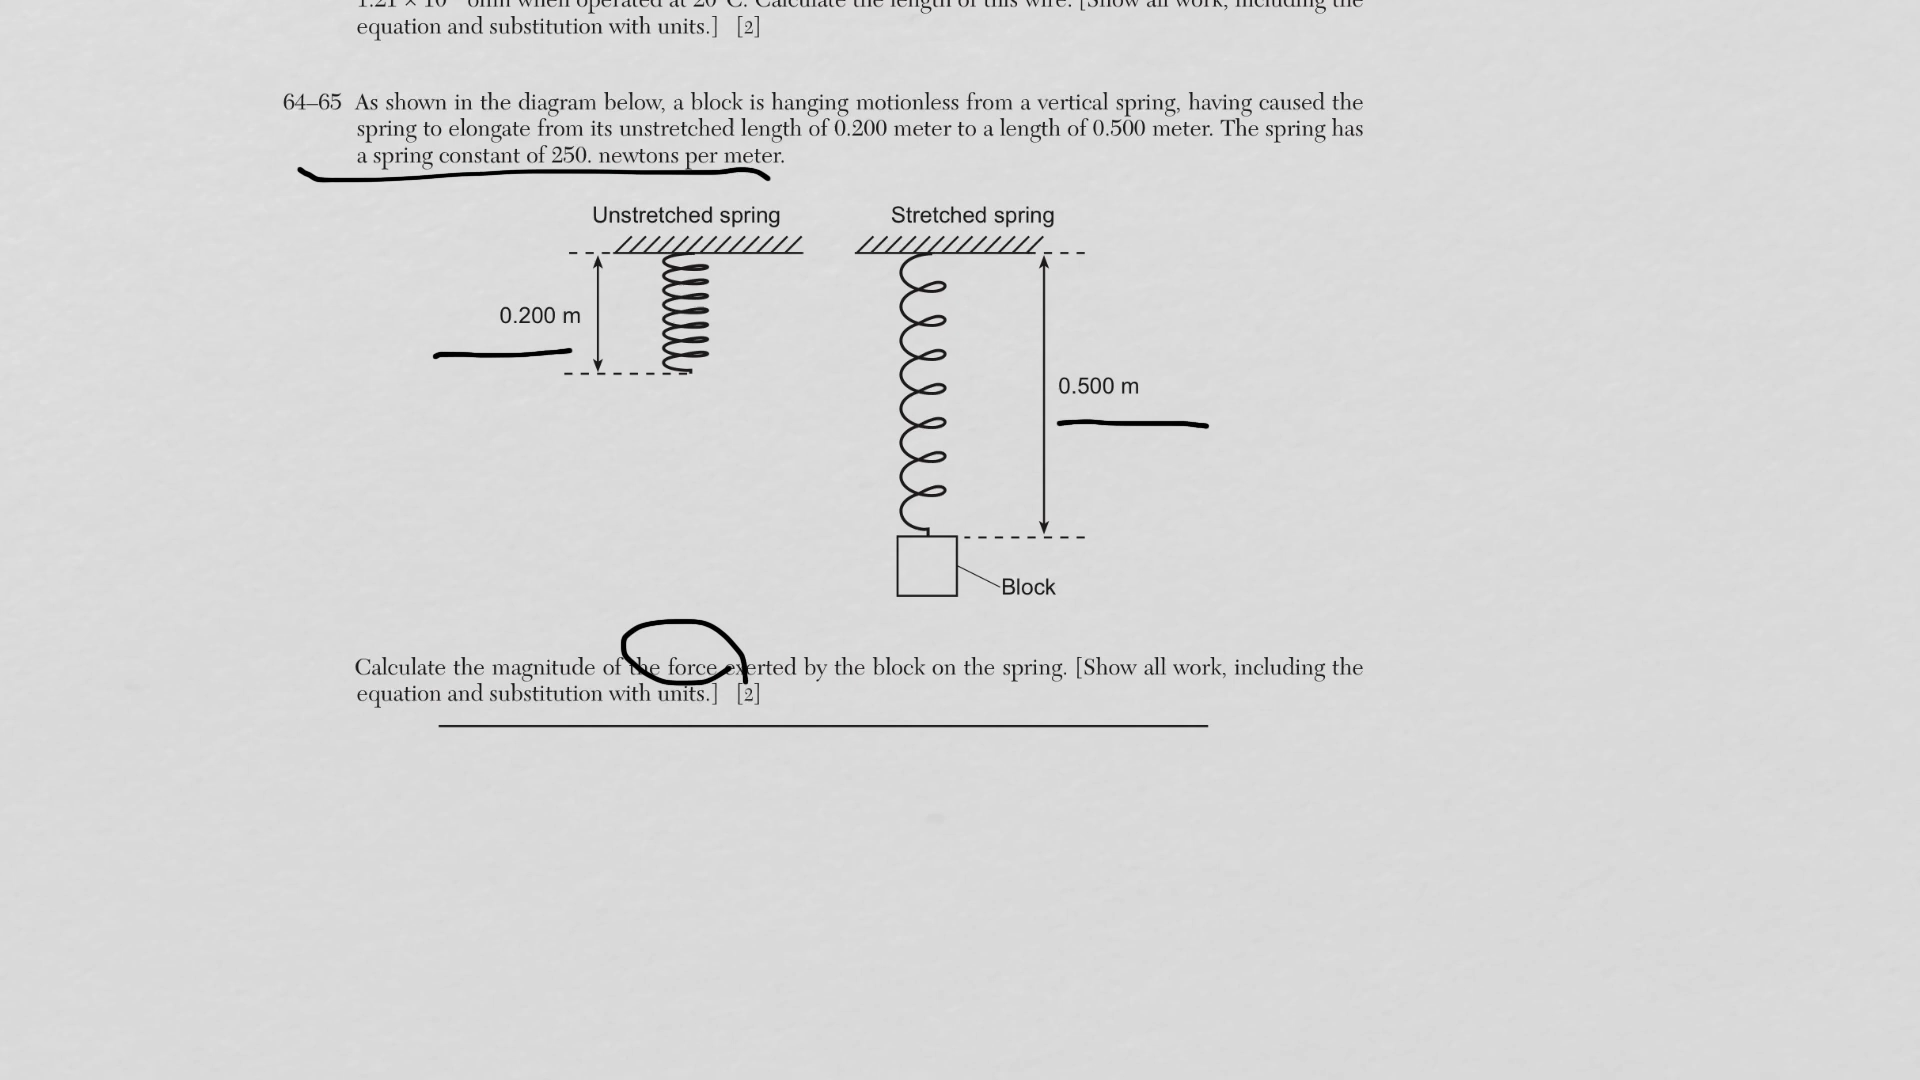 equation and substitution with units.] [2]
64–65 As shown in the diagram below, a block is hanging motionless from a vertical spring, having caused the
spring to elongate from its unstretched length of 0.200 meter to a length of 0.500 meter. The spring has
a spring constant of 250. newtons per meter.
Unstretched spring
Stretched spring
0.200 m
0.500 m
Block
Calculate the magnitude of the force exerted by the block on the spring. [Show all work, including the
equation and substitution with units.] [2]